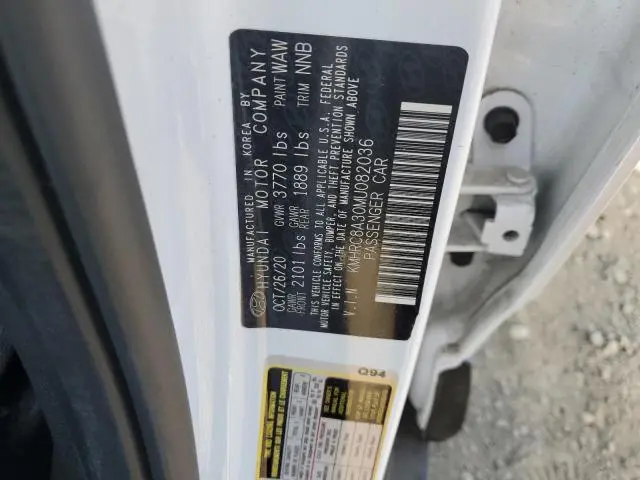 MANUFACTURED IN KOREA BY
HYUNDAI MOTOR COMPANY
OCT/26/20 GVWR 3770 lbs PAINT WAW
GAWR FRONT 2101 lbs GAWR REAR 1889 lbs TRIM NNB
THIS VEHICLE CONFORMS TO ALL APPLICABLE U.S.A. FEDERAL
MOTOR VEHICLE SAFETY, BUMPER, AND THEFT PREVENTION STANDARDS
IN EFFECT ON THE DATE OF MANUFACTURE SHOWN ABOVE
V.I.N KMHRC8A30MU082036
PASSENGER CAR
Q94